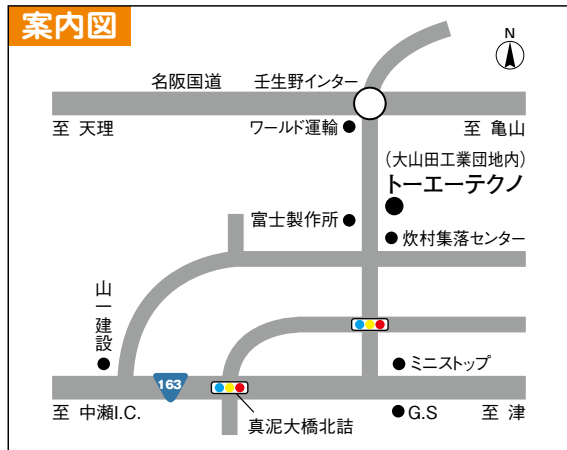 案内図
N
名阪国道
壬生野インター
至 天理
ワールド運輸
至 亀山
（大山田工業団地内）
トーエーテクノ
富士製作所
炊村集落センター
山一建設
163
ミニストップ
至 中瀬I.C.
真泥大橋北詰
G.S
至 津